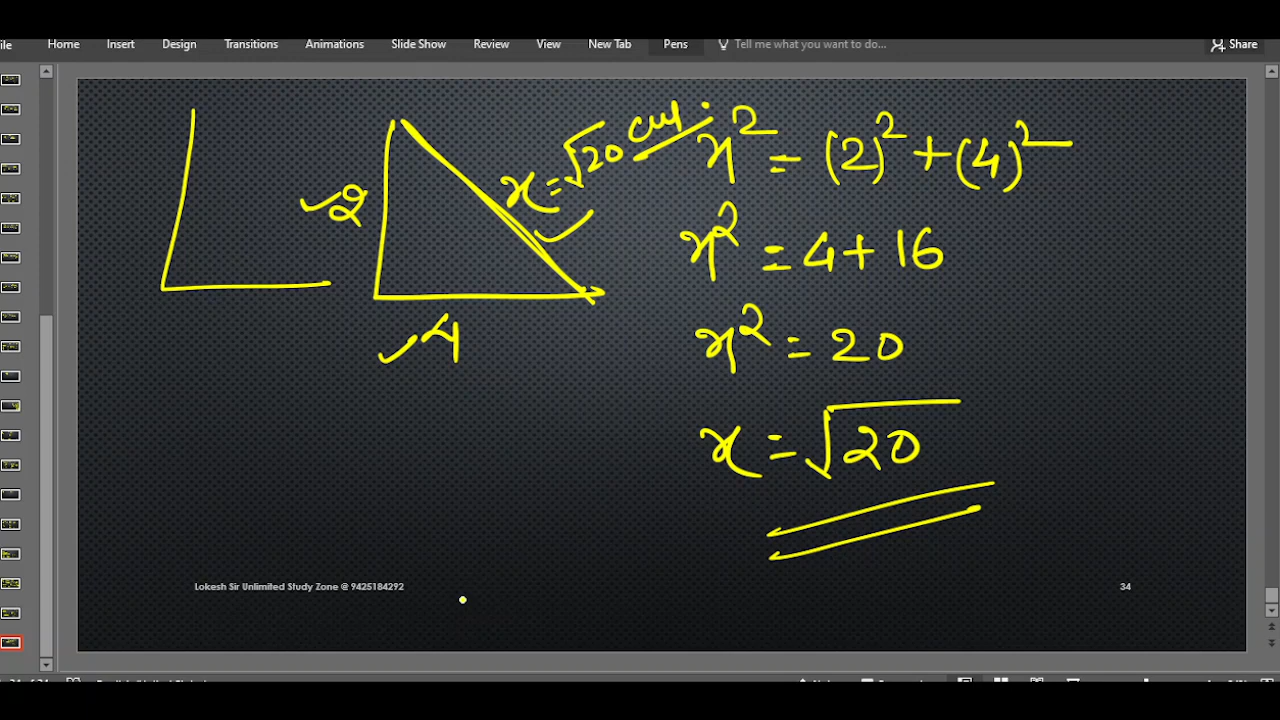 File Home Insert Design Transitions Animations Slide Show Review View New Tab Pens Tell me what you want to do... Share
2
4
x = √20 cm
x² = (2)² + (4)²
x² = 4 + 16
x² = 20
x = √20
Lokesh Sir Unlimited Study Zone @ 9425184292
34